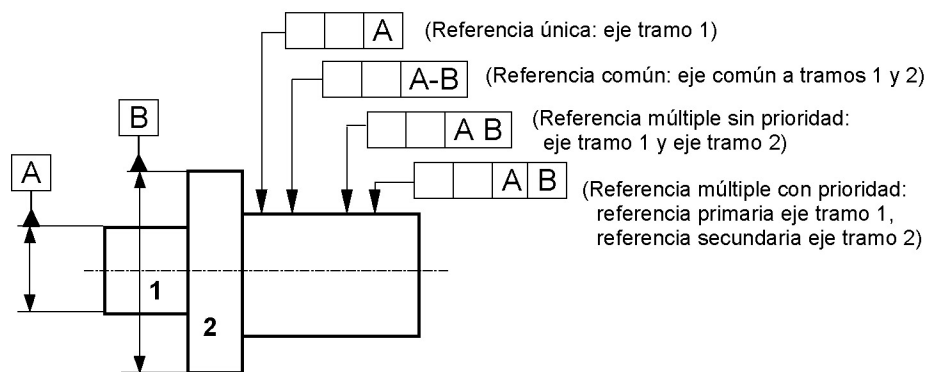 A (Referencia única: eje tramo 1)
A-B (Referencia común: eje común a tramos 1 y 2)
B
A B (Referencia múltiple sin prioridad:
eje tramo 1 y eje tramo 2)
A
A B (Referencia múltiple con prioridad:
referencia primaria eje tramo 1,
referencia secundaria eje tramo 2)
1
2